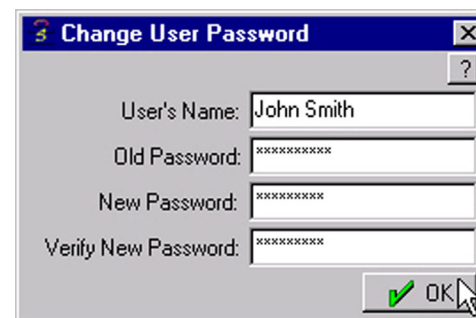 Change User Password
?
User's Name: John Smith
Old Password: **********
New Password: *********
Verify New Password: *********
OK